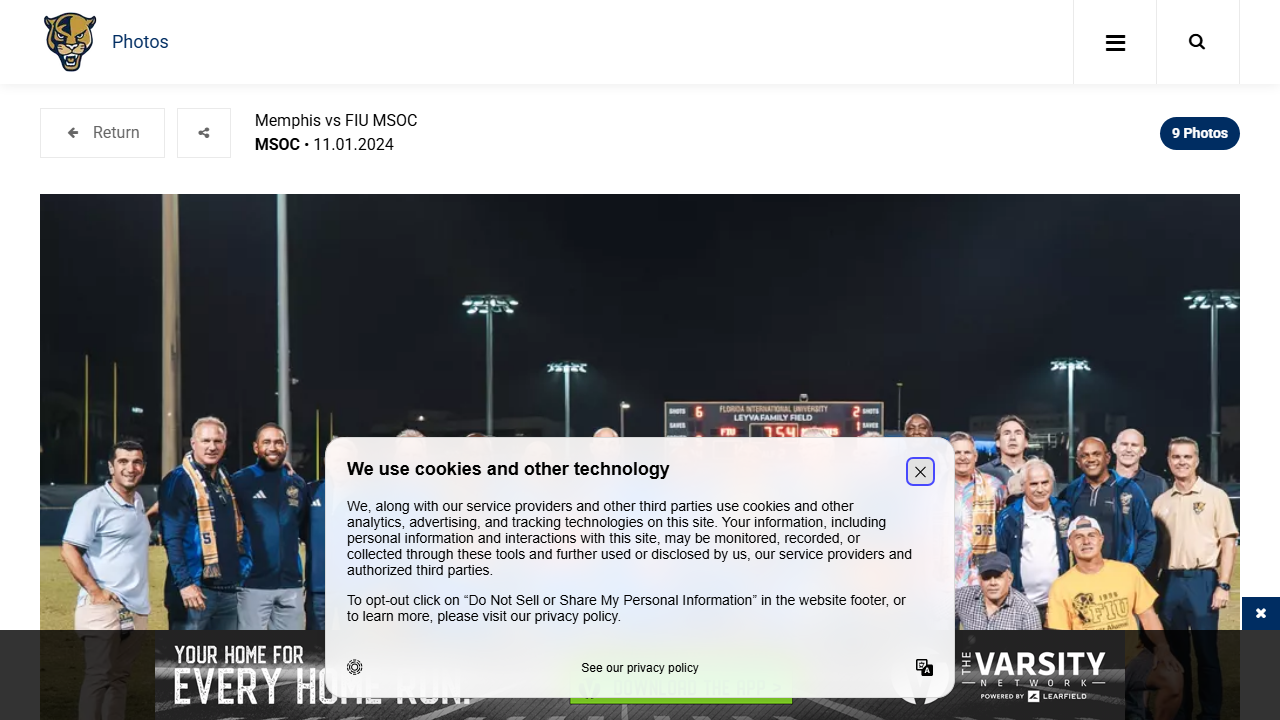 Photos
Return
Memphis vs FIU MSOC
MSOC • 11.01.2024
9 Photos
SHOTS 6 FLORIDA INTERNATIONAL UNIVERSITY 2 SHOTS
SAVES LEYVA FAMILY FIELD 1 SAVES
FIU 7:54
5
1999
FIU
We use cookies and other technology
We, along with our service providers and other third parties use cookies and other
analytics, advertising, and tracking technologies on this site. Your information, including
personal information and interactions with this site, may be monitored, recorded, or
collected through these tools and further used or disclosed by us, our service providers and
authorized third parties.
To opt-out click on “Do Not Sell or Share My Personal Information” in the website footer, or
to learn more, please visit our privacy policy.
See our privacy policy
YOUR HOME FOR
EVERY HOME RUN.
DOWNLOAD THE APP
THE VARSITY
NETWORK
POWERED BY LEARFIELD